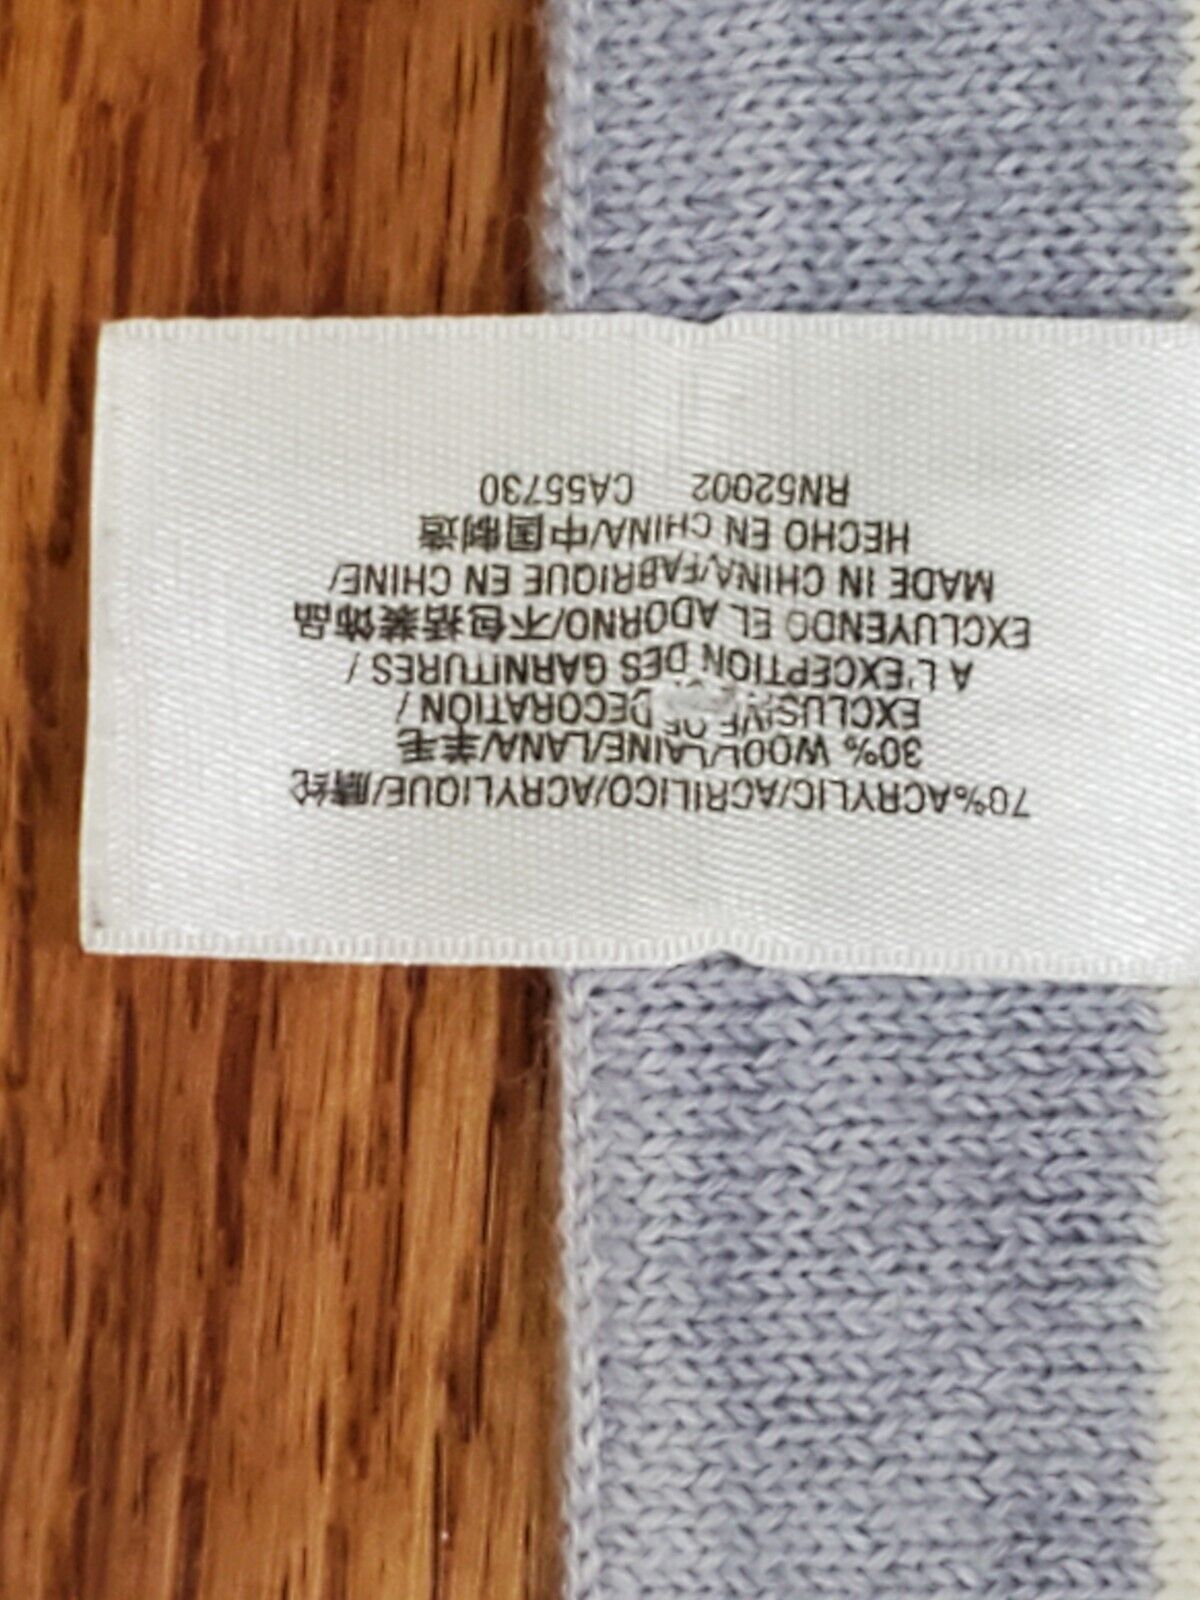 70%ACRYLIC/ACRILICO/ACRYLIQUE/腈纶
30% WOOL/LAINE/LANA/羊毛
EXCLUSIVE OF DECORATION /
A L'EXCEPTION DES GARNITURES /
EXCLUYENDO EL ADORNO/不包括装饰品
MADE IN CHINA/FABRIQUE EN CHINE/
HECHO EN CHINA/中国制造
RN52002 CA55730